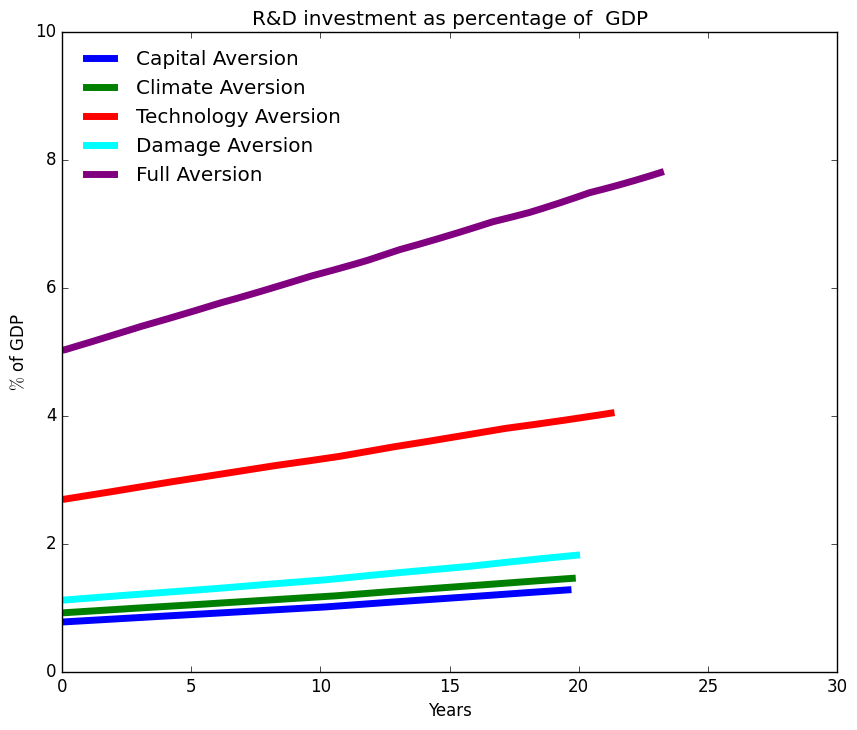 R&D investment as percentage of  GDP
10
8
6
4
2
0
% of GDP
Capital Aversion
Climate Aversion
Technology Aversion
Damage Aversion
Full Aversion
0 5 10 15 20 25 30
Years